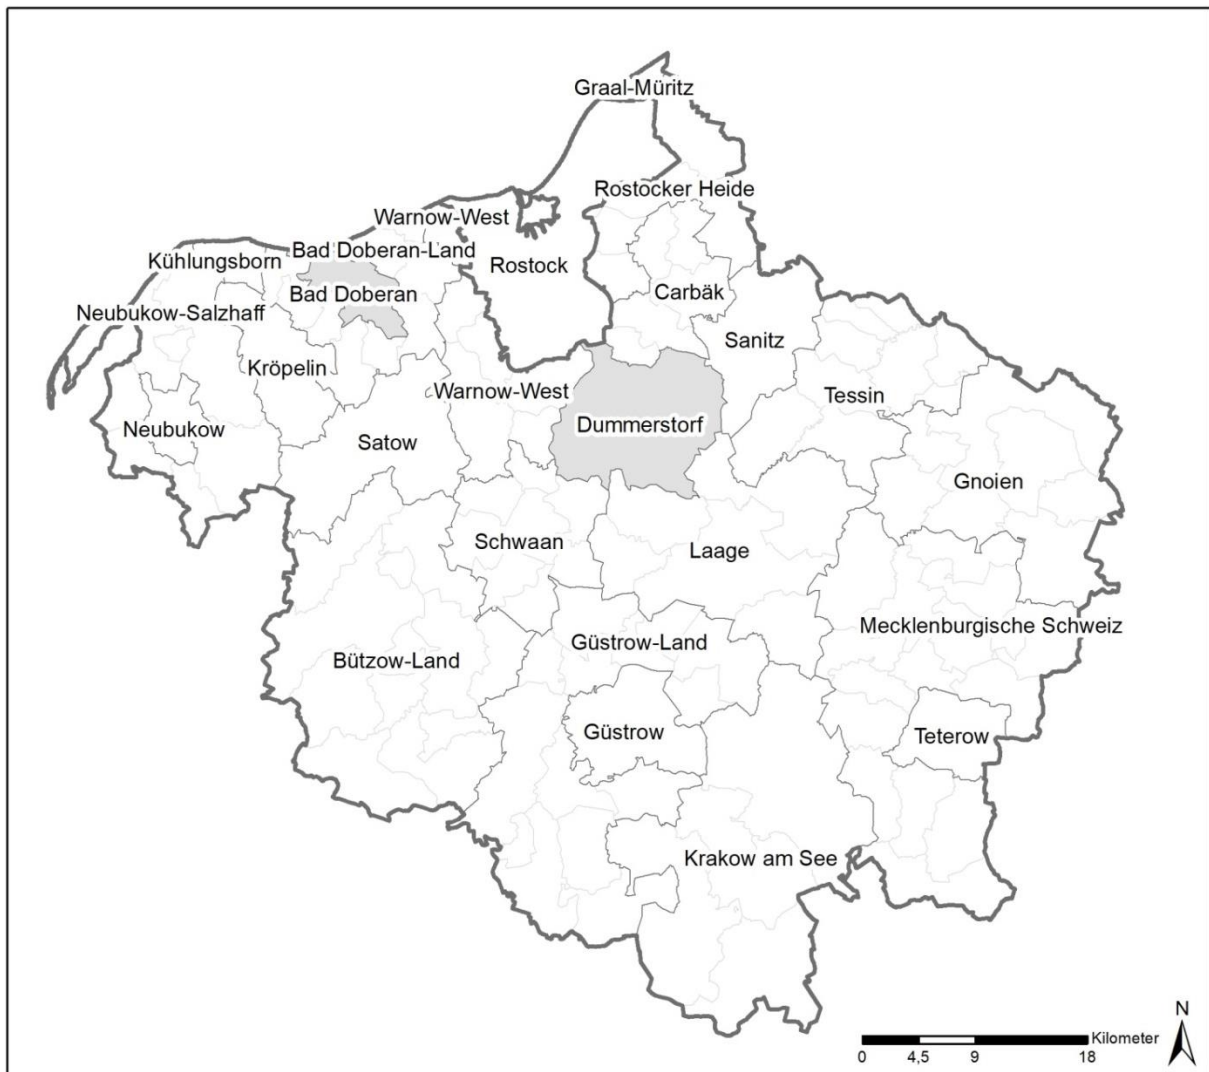 Graal-Müritz
Rostocker Heide
Warnow-West
Bad Doberan-Land
Kühlungsborn
Rostock
Bad Doberan
Carbäk
Neubukow-Salzhaff
Sanitz
Kröpelin
Warnow-West
Tessin
Dummerstorf
Neubukow
Satow
Gnoien
Schwaan
Laage
Mecklenburgische Schweiz
Güstrow-Land
Bützow-Land
Güstrow
Teterow
Krakow am See
N
Kilometer
0 4,5 9 18